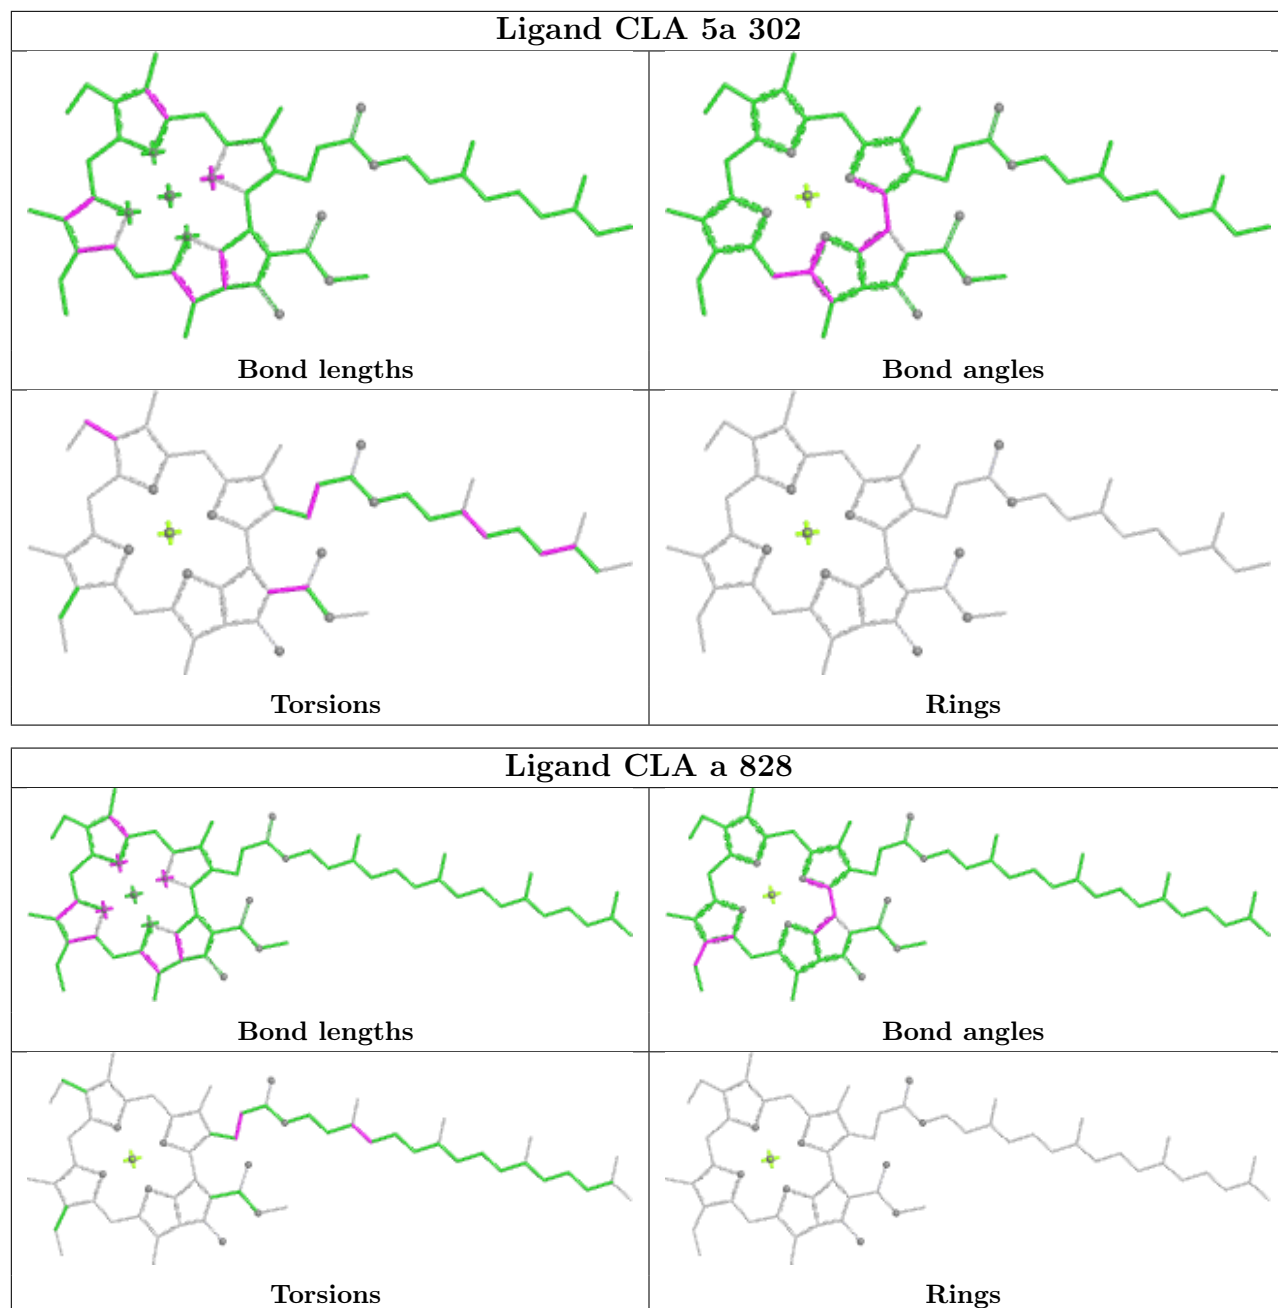 Ligand CLA 5a 302
Bond lengths
Bond angles
Torsions
Rings
Ligand CLA a 828
Bond lengths
Bond angles
Torsions
Rings